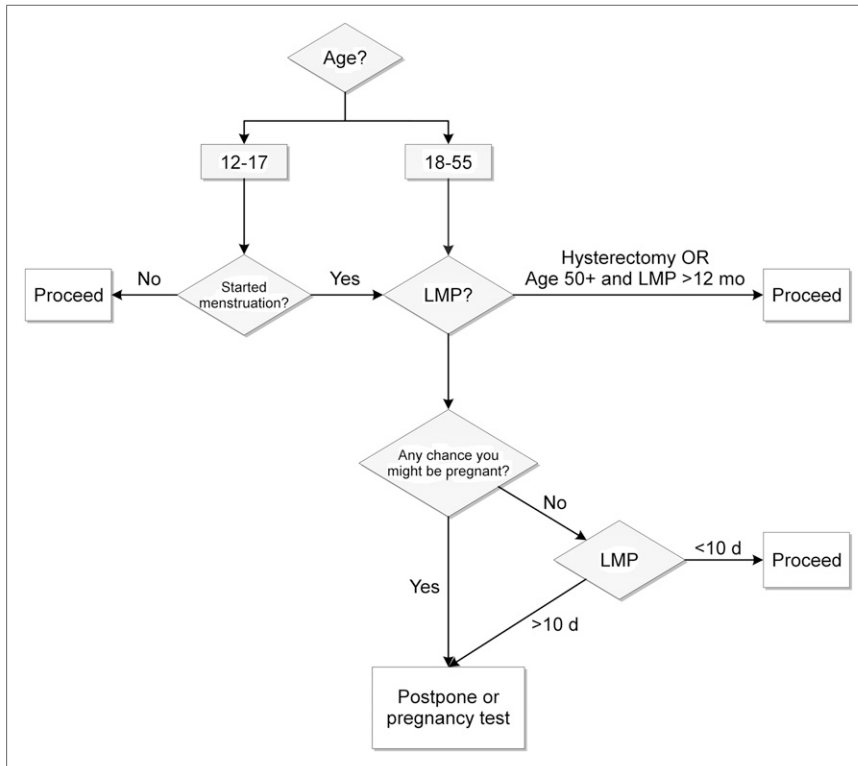 Age?
12-17
18-55
Hysterectomy OR
Age 50+ and LMP >12 mo
Proceed
No
Started
menstruation?
Yes
LMP?
Proceed
Any chance you
might be pregnant?
No
LMP
<10 d
Proceed
Yes
>10 d
Postpone or
pregnancy test